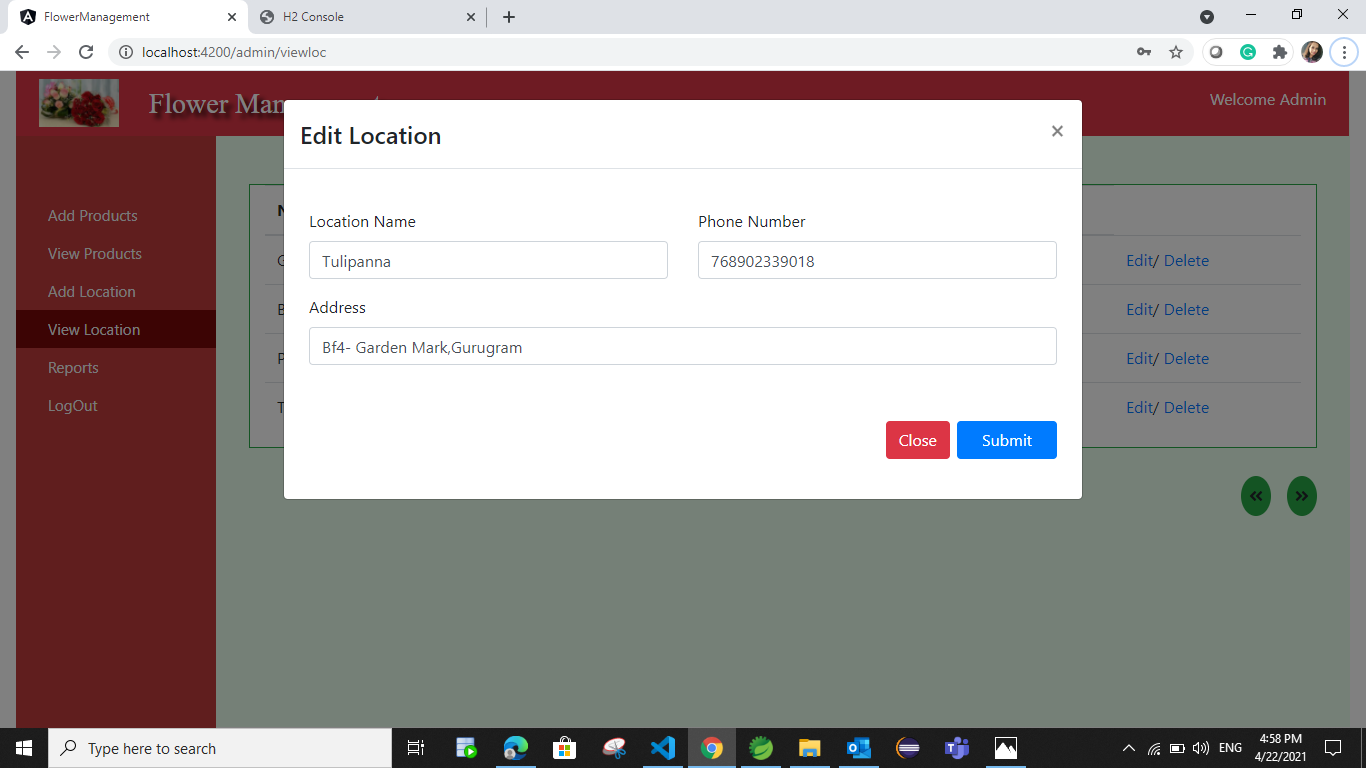 FlowerManagement
H2 Console
localhost:4200/admin/viewloc
Flower Man
Welcome Admin
Edit Location
×
Add Products
View Products
Add Location
View Location
Reports
LogOut
Location Name
Phone Number
Tulipanna
768902339018
Address
Bf4- Garden Mark,Gurugram
Close
Submit
N
G
Edit/ Delete
B
Edit/ Delete
P
Edit/ Delete
T
Edit/ Delete
«
»
Type here to search
ENG
4:58 PM
4/22/2021